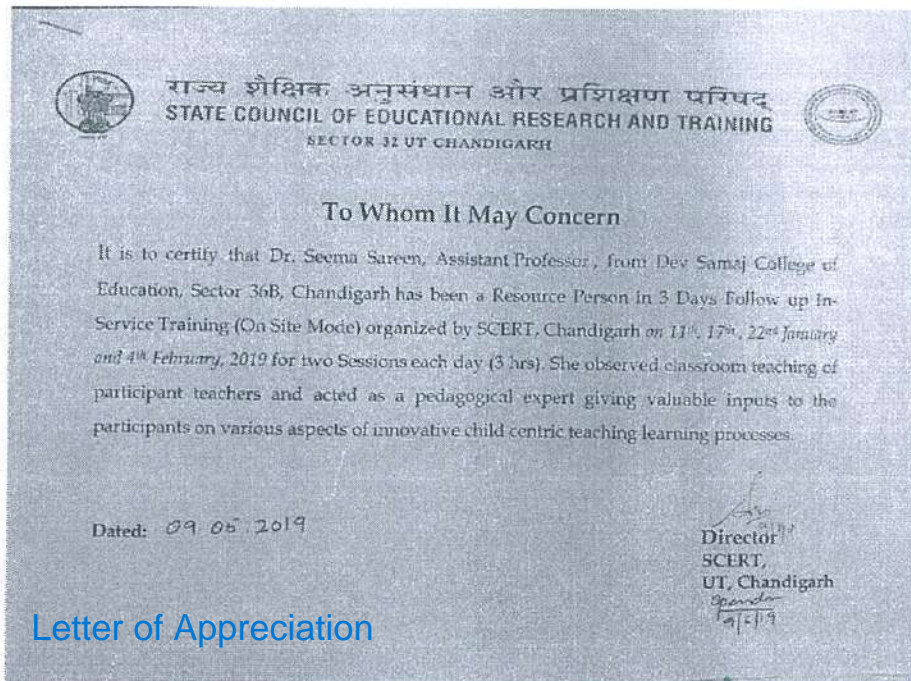 राज्य शैक्षिक अनुसंधान और प्रशिक्षण परिषद्
STATE COUNCIL OF EDUCATIONAL RESEARCH AND TRAINING
SECTOR 32 UT CHANDIGARH
To Whom It May Concern
It is to certify that Dr. Seema Sareen, Assistant Professor, from Dev Samaj College of
Education, Sector 36B, Chandigarh has been a Resource Person in 3 Days Follow up In-
Service Training (On Site Mode) organized by SCERT, Chandigarh on 11th, 17th, 22nd January
and 4th February, 2019 for two Sessions each day (3 hrs). She observed classroom teaching of
participant teachers and acted as a pedagogical expert giving valuable inputs to the
participants on various aspects of innovative child centric teaching learning processes.
Dated: 09 05.2019
Director
SCERT,
UT, Chandigarh
Letter of Appreciation